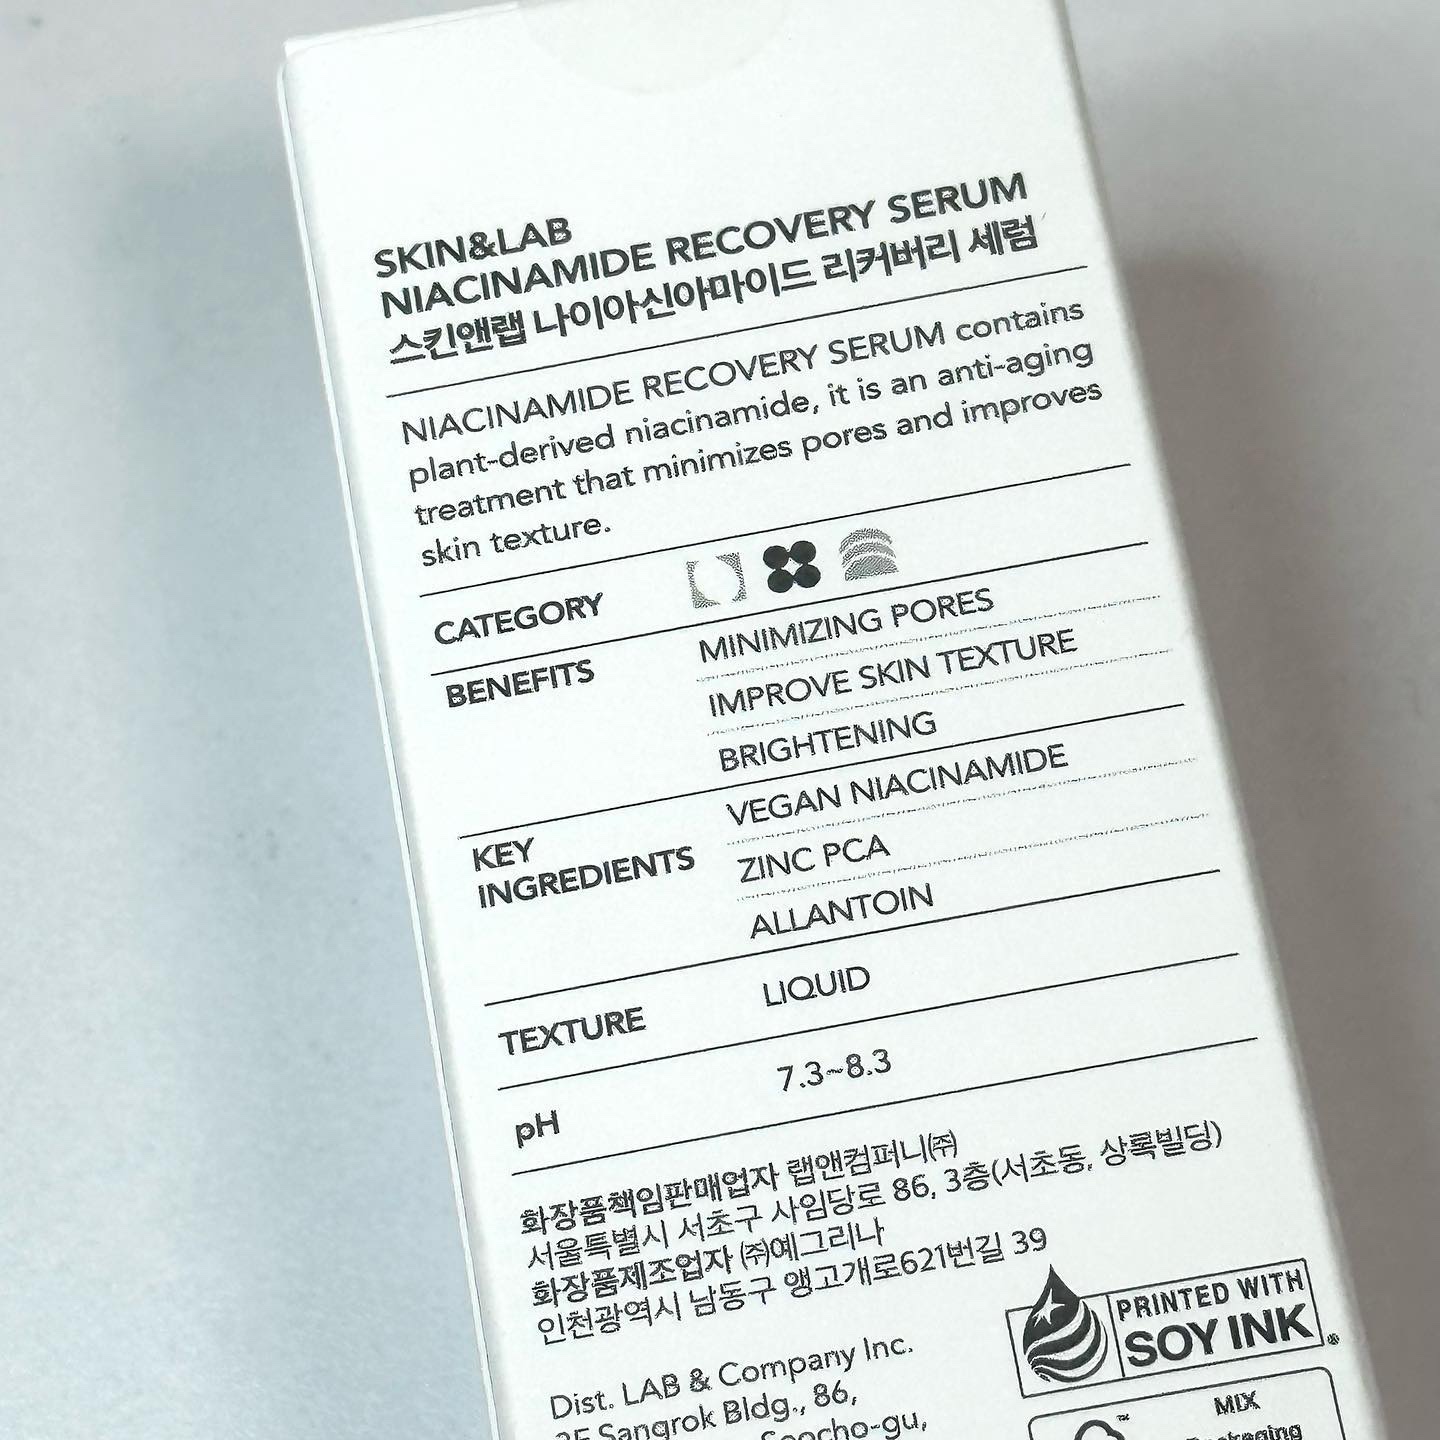 SKIN&LAB
NIACINAMIDE RECOVERY SERUM
스킨앤랩 나이아신아마이드 리커버리 세럼
NIACINAMIDE RECOVERY SERUM contains
plant-derived niacinamide, it is an anti-aging
treatment that minimizes pores and improves
skin texture.
CATEGORY
BENEFITS
MINIMIZING PORES
IMPROVE SKIN TEXTURE
BRIGHTENING
KEY
INGREDIENTS
VEGAN NIACINAMIDE
ZINC PCA
ALLANTOIN
TEXTURE
LIQUID
pH
7.3~8.3
화장품책임판매업자 랩앤컴퍼니㈜
서울특별시 서초구 사임당로 86, 3층(서초동, 상록빌딩)
화장품제조업자 ㈜예그리나
인천광역시 남동구 앵고개로621번길 39
PRINTED WITH
SOY INK®
Dist. LAB & Company Inc.
3F Sangrok Bldg., 86,
Seocho-gu,
™
MIX
Packaging